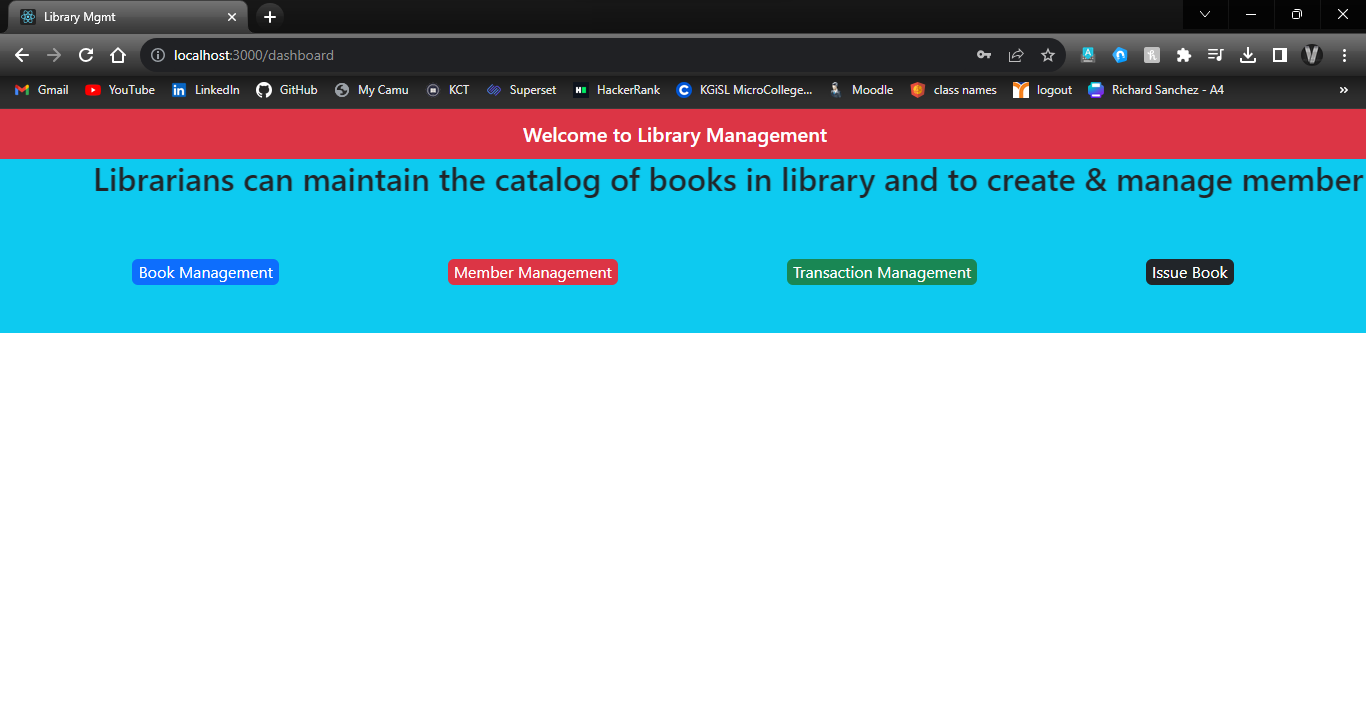 Library Mgmt
localhost:3000/dashboard
Gmail YouTube LinkedIn GitHub My Camu KCT Superset HackerRank KGiSL MicroCollege... Moodle class names logout Richard Sanchez - A4 »
Welcome to Library Management
Librarians can maintain the catalog of books in library and to create & manage member
Book Management Member Management Transaction Management Issue Book